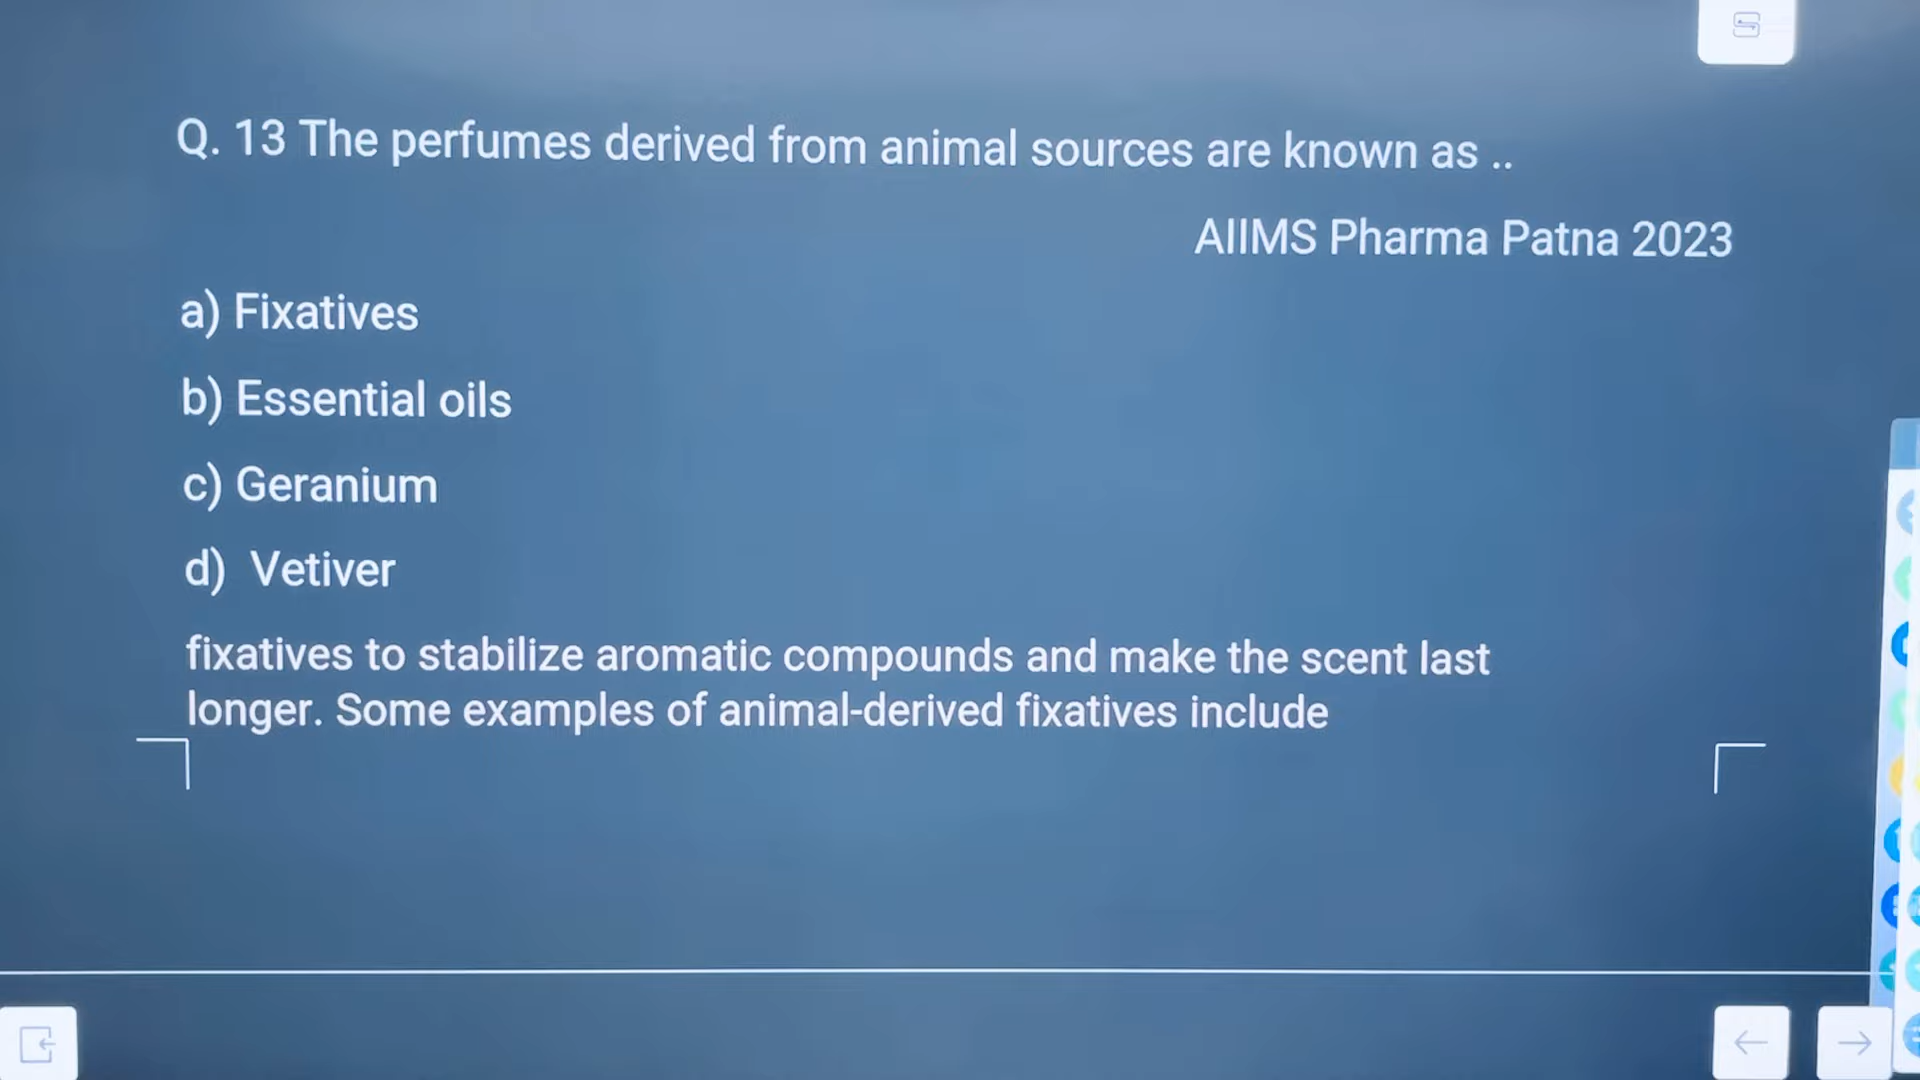 Q. 13 The perfumes derived from animal sources are known as ..
AIIMS Pharma Patna 2023
a) Fixatives
b) Essential oils
c) Geranium
d) Vetiver
fixatives to stabilize aromatic compounds and make the scent last
longer. Some examples of animal-derived fixatives include